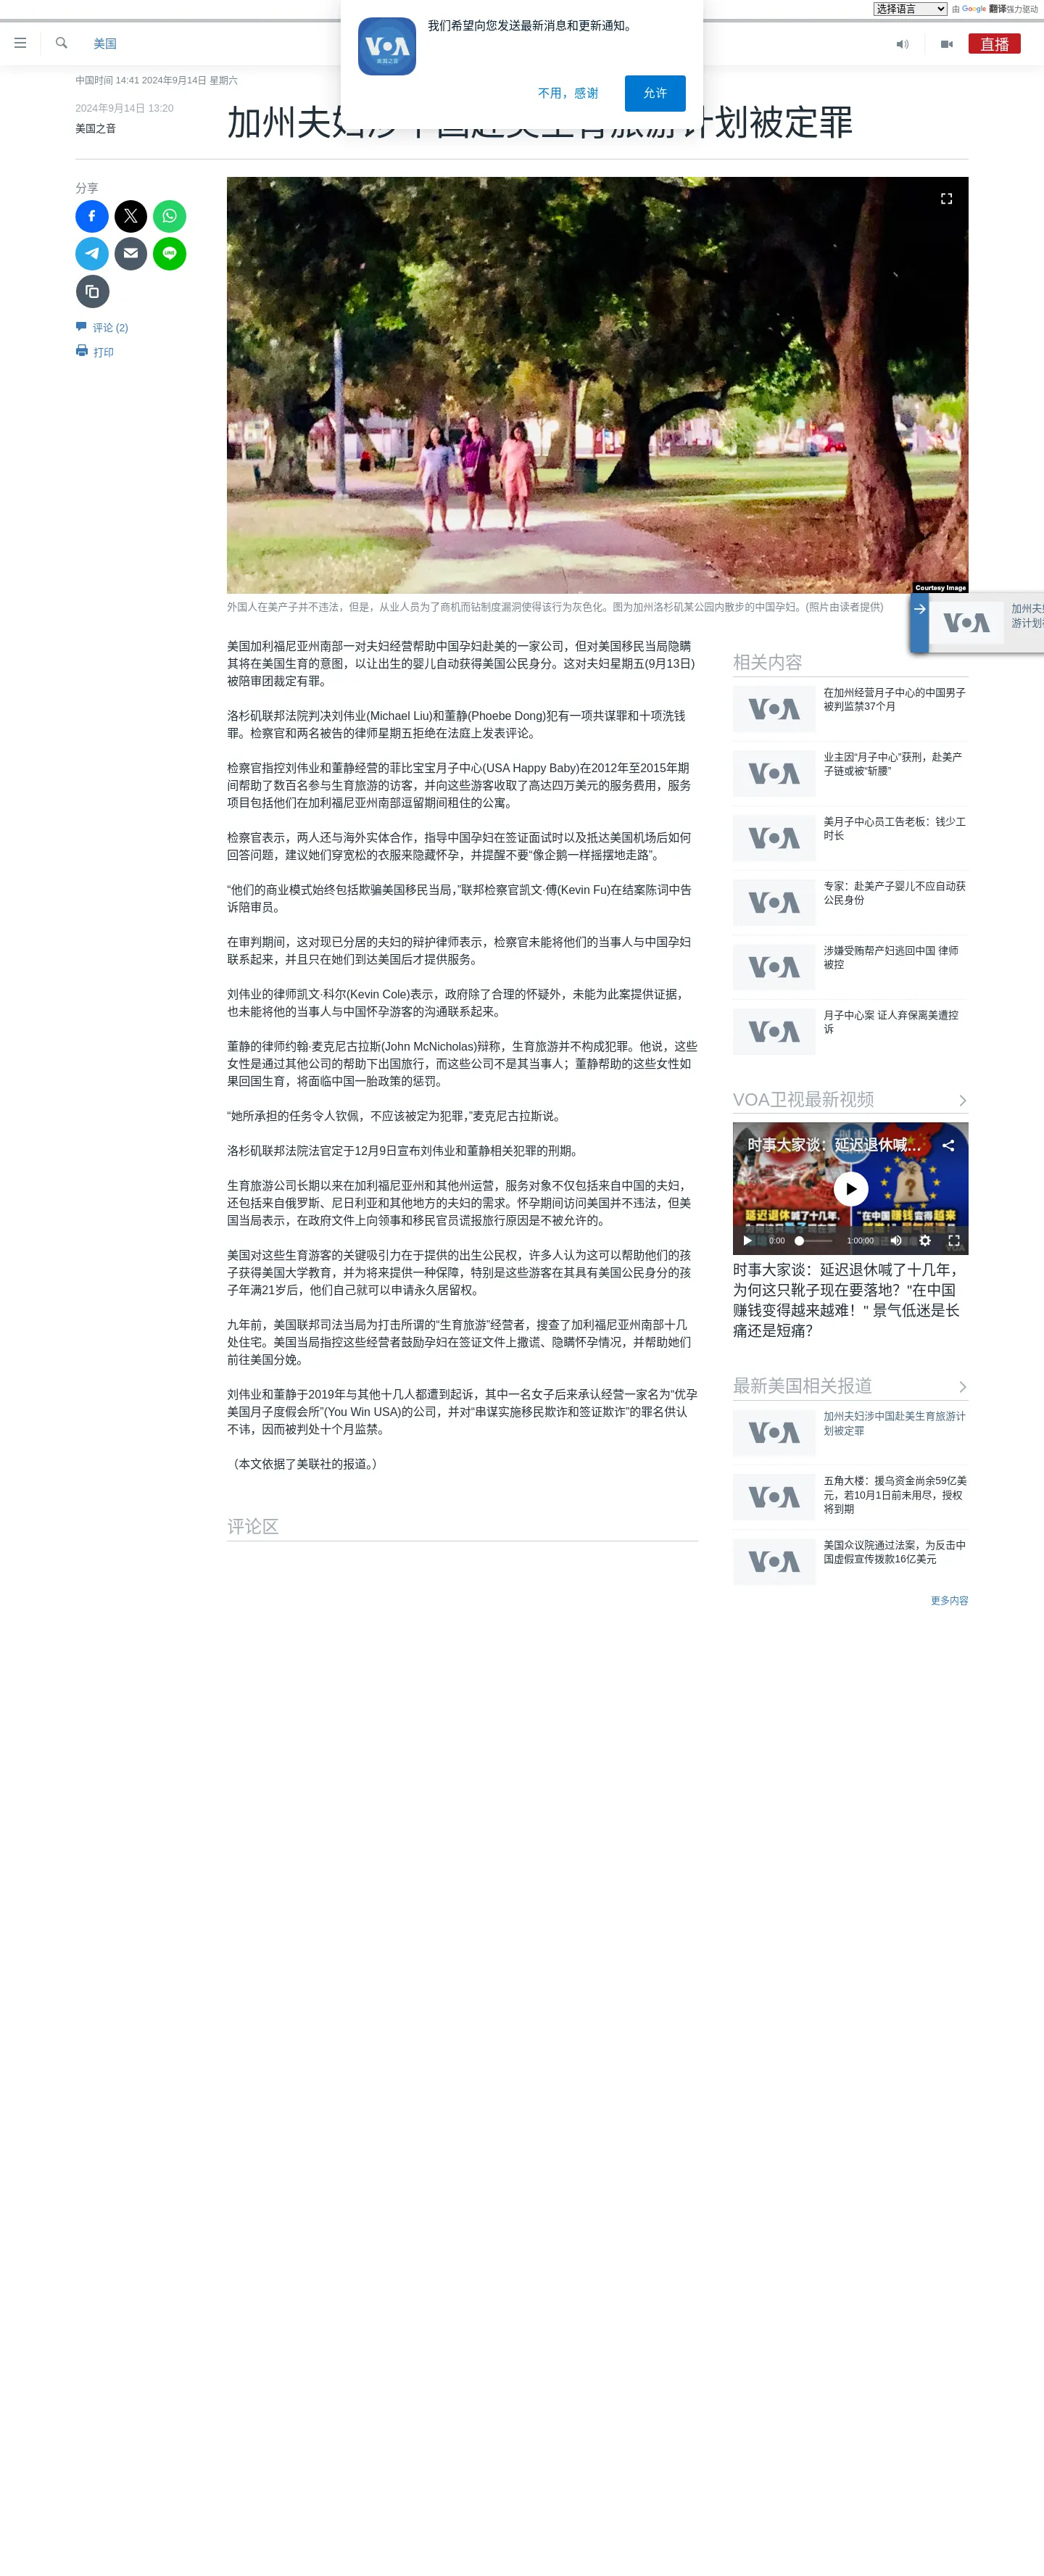 选择语言
由 Google 翻译强力驱动
我们希望向您发送最新消息和更新通知。
VOA
美国之音
不用，感谢
允许
美国
直播
中国时间 14:41 2024年9月14日 星期六
2024年9月14日 13:20
美国之音
加州夫妇涉中国赴美生育旅游计划被定罪
分享
评论 (2)
打印
Courtesy Image
外国人在美产子并不违法，但是，从业人员为了商机而钻制度漏洞使得该行为灰色化。图为加州洛杉矶某公园内散步的中国孕妇。(照片由读者提供)
美国加利福尼亚州南部一对夫妇经营帮助中国孕妇赴美的一家公司，但对美国移民当局隐瞒
其将在美国生育的意图，以让出生的婴儿自动获得美国公民身分。这对夫妇星期五(9月13日)
被陪审团裁定有罪。
洛杉矶联邦法院判决刘伟业(Michael Liu)和董静(Phoebe Dong)犯有一项共谋罪和十项洗钱
罪。检察官和两名被告的律师星期五拒绝在法庭上发表评论。
检察官指控刘伟业和董静经营的菲比宝宝月子中心(USA Happy Baby)在2012年至2015年期
间帮助了数百名参与生育旅游的访客，并向这些游客收取了高达四万美元的服务费用，服务
项目包括他们在加利福尼亚州南部逗留期间租住的公寓。
检察官表示，两人还与海外实体合作，指导中国孕妇在签证面试时以及抵达美国机场后如何
回答问题，建议她们穿宽松的衣服来隐藏怀孕，并提醒不要“像企鹅一样摇摆地走路”。
“他们的商业模式始终包括欺骗美国移民当局，”联邦检察官凯文·傅(Kevin Fu)在结案陈词中告
诉陪审员。
在审判期间，这对现已分居的夫妇的辩护律师表示，检察官未能将他们的当事人与中国孕妇
联系起来，并且只在她们到达美国后才提供服务。
刘伟业的律师凯文·科尔(Kevin Cole)表示，政府除了合理的怀疑外，未能为此案提供证据，
也未能将他的当事人与中国怀孕游客的沟通联系起来。
董静的律师约翰·麦克尼古拉斯(John McNicholas)辩称，生育旅游并不构成犯罪。他说，这些
女性是通过其他公司的帮助下出国旅行，而这些公司不是其当事人；董静帮助的这些女性如
果回国生育，将面临中国一胎政策的惩罚。
“她所承担的任务令人钦佩，不应该被定为犯罪，”麦克尼古拉斯说。
洛杉矶联邦法院法官定于12月9日宣布刘伟业和董静相关犯罪的刑期。
生育旅游公司长期以来在加利福尼亚州和其他州运营，服务对象不仅包括来自中国的夫妇，
还包括来自俄罗斯、尼日利亚和其他地方的夫妇的需求。怀孕期间访问美国并不违法，但美
国当局表示，在政府文件上向领事和移民官员谎报旅行原因是不被允许的。
美国对这些生育游客的关键吸引力在于提供的出生公民权，许多人认为这可以帮助他们的孩
子获得美国大学教育，并为将来提供一种保障，特别是这些游客在其具有美国公民身分的孩
子年满21岁后，他们自己就可以申请永久居留权。
九年前，美国联邦司法当局为打击所谓的“生育旅游”经营者，搜查了加利福尼亚州南部十几
处住宅。美国当局指控这些经营者鼓励孕妇在签证文件上撒谎、隐瞒怀孕情况，并帮助她们
前往美国分娩。
刘伟业和董静于2019年与其他十几人都遭到起诉，其中一名女子后来承认经营一家名为“优孕
美国月子度假会所”(You Win USA)的公司，并对“串谋实施移民欺诈和签证欺诈”的罪名供认
不讳，因而被判处十个月监禁。
（本文依据了美联社的报道。）
评论区
VOA
加州夫妇
游计划被
相关内容
VOA
在加州经营月子中心的中国男子
被判监禁37个月
VOA
业主因“月子中心”获刑，赴美产
子链或被“斩腰”
VOA
美月子中心员工告老板：钱少工
时长
VOA
专家：赴美产子婴儿不应自动获
公民身份
VOA
涉嫌受贿帮产妇逃回中国 律师
被控
VOA
月子中心案 证人弃保离美遭控
诉
VOA卫视最新视频
时事大家谈：延迟退休喊...
延迟退休喊了十几年,
"在中国赚钱变得越来
0:00
1:00:00
VOA
时事大家谈：延迟退休喊了十几年，
为何这只靴子现在要落地？"在中国
赚钱变得越来越难！" 景气低迷是长
痛还是短痛？
最新美国相关报道
VOA
加州夫妇涉中国赴美生育旅游计
划被定罪
VOA
五角大楼：援乌资金尚余59亿美
元，若10月1日前未用尽，授权
将到期
VOA
美国众议院通过法案，为反击中
国虚假宣传拨款16亿美元
更多内容